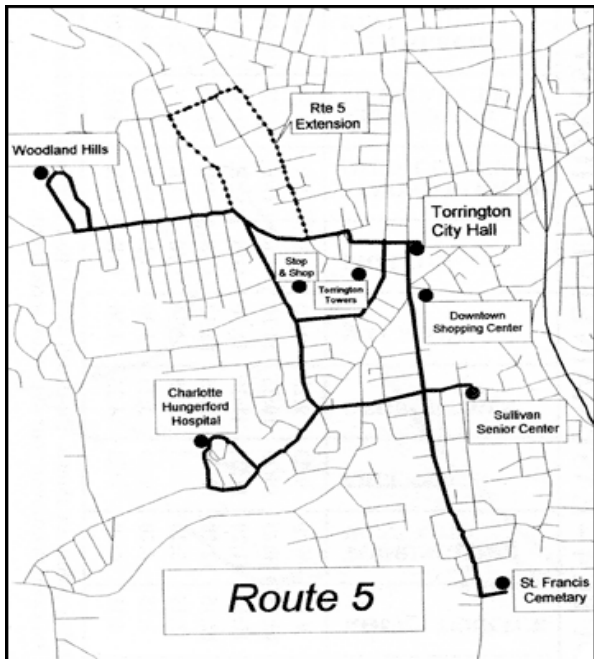 Rte 5
Extension
Woodland Hills
Torrington
City Hall
Stop
& Shop
Torrington
Towers
Downtown
Shopping Center
Charlotte
Hungerford
Hospital
Sullivan
Senior Center
Route 5
St. Francis
Cemetary